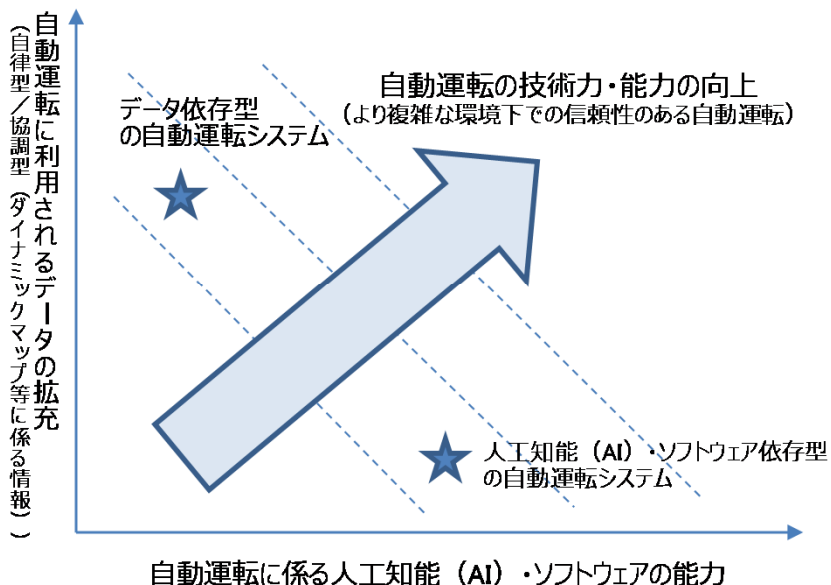 自動運転に利用されるデータの拡充
(自律型/協調型(ダイナミックマップ等に係る情報))
データ依存型
の自動運転システム
自動運転の技術力・能力の向上
(より複雑な環境下での信頼性のある自動運転)
人工知能(AI)・ソフトウェア依存型
の自動運転システム
自動運転に係る人工知能(AI)・ソフトウェアの能力